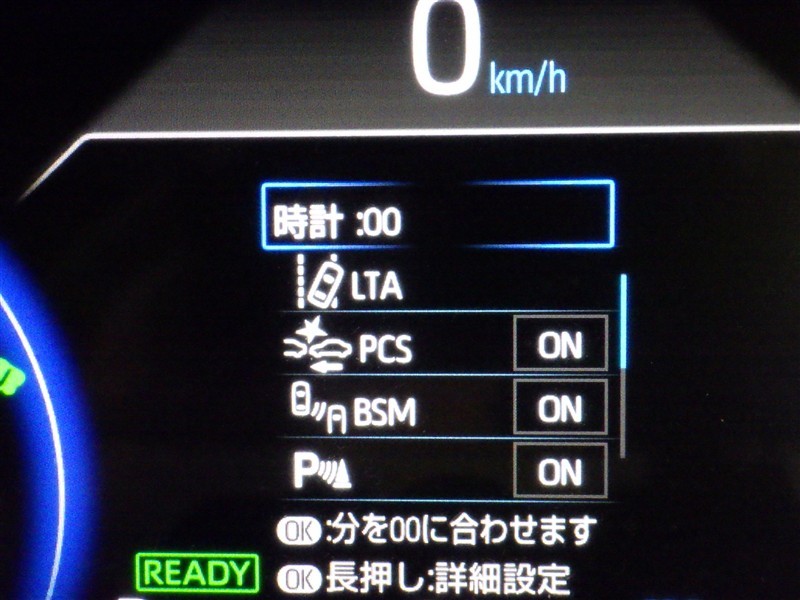 0 km/h
時計 :00
LTA
PCS ON
BSM ON
P ON
OK:分を00に合わせます
READY OK長押し:詳細設定